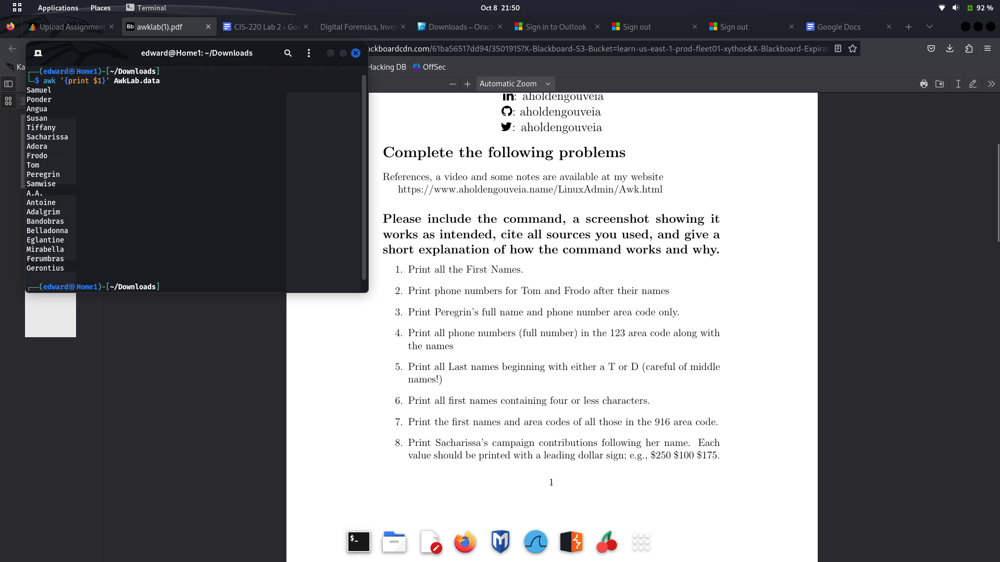 Applications Places Terminal Oct 8 21:50 92 %
Upload Assignment awklab(1).pdf CIS-220 Lab 2 - Goo Digital Forensics, Inves Downloads – Oracle Sign in to Outlook Sign out Sign out Google Docs
edward@Home1: ~/Downloads
ackboardcdn.com/61ba56517dd94/3501915?X-Blackboard-S3-Bucket=learn-us-east-1-prod-fleet01-xythos&X-Blackboard-Expirat
Hacking DB OffSec
Automatic Zoom
(edward㉿Home1)-[~/Downloads]
$ awk '{print $1}' AwkLab.data
Samuel
Ponder
Angua
Susan
Tiffany
Sacharissa
Adora
Frodo
Tom
Peregrin
Samwise
A.A.
Antoine
Adalgrim
Bandobras
Belladonna
Eglantine
Mirabella
Ferumbras
Gerontius
(edward㉿Home1)-[~/Downloads]
in: aholdengouveia
: aholdengouveia
: aholdengouveia
Complete the following problems
References, a video and some notes are available at my website
https://www.aholdengouveia.name/LinuxAdmin/Awk.html
Please include the command, a screenshot showing it
works as intended, cite all sources you used, and give a
short explanation of how the command works and why.
1. Print all the First Names.
2. Print phone numbers for Tom and Frodo after their names
3. Print Peregrin's full name and phone number area code only.
4. Print all phone numbers (full number) in the 123 area code along with
the names
5. Print all Last names beginning with either a T or D (careful of middle
names!)
6. Print all first names containing four or less characters.
7. Print the first names and area codes of all those in the 916 area code.
8. Print Sacharissa's campaign contributions following her name. Each
value should be printed with a leading dollar sign; e.g., $250 $100 $175.
1